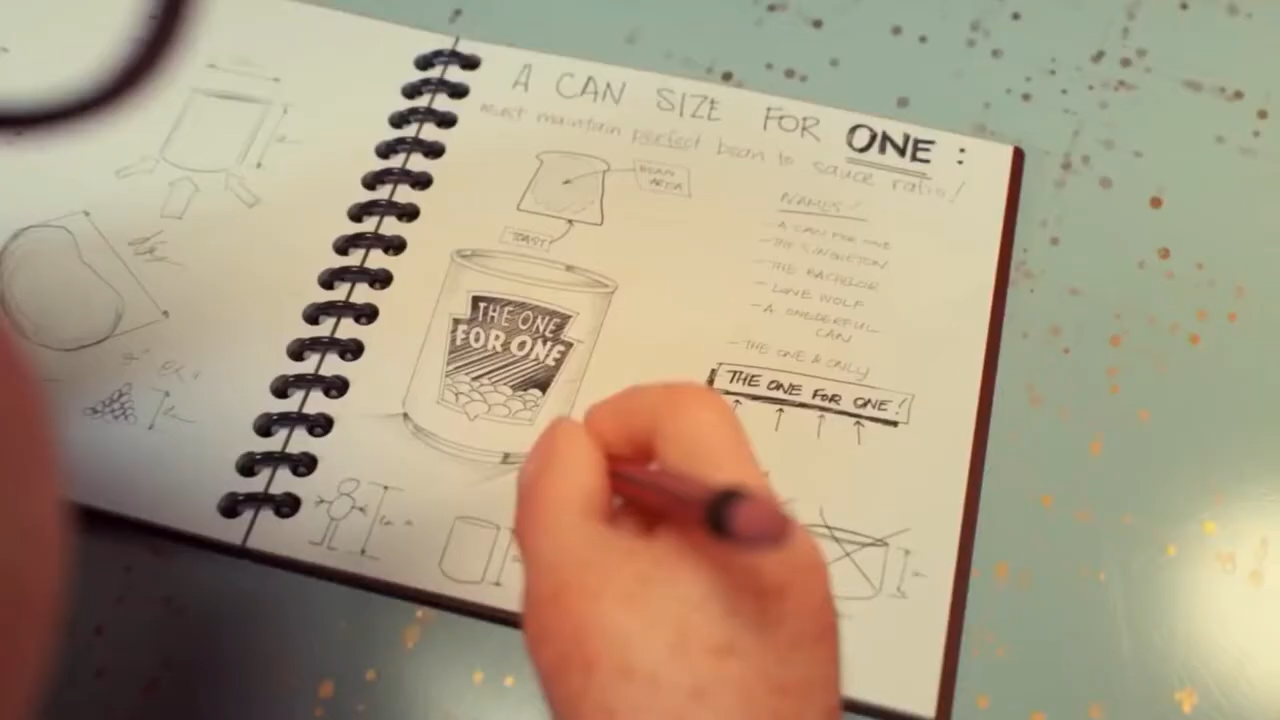 A CAN SIZE FOR ONE :
must maintain perfect bean to sauce ratio!
BEAN
AREA
TOAST
THE ONE
FOR ONE
NAMES:
- A CAN FOR ONE
- THE SINGLETON
- THE BACHELOR
- LONE WOLF
- A ONEDERFUL
CAN
- THE ONE & ONLY
THE ONE FOR ONE!